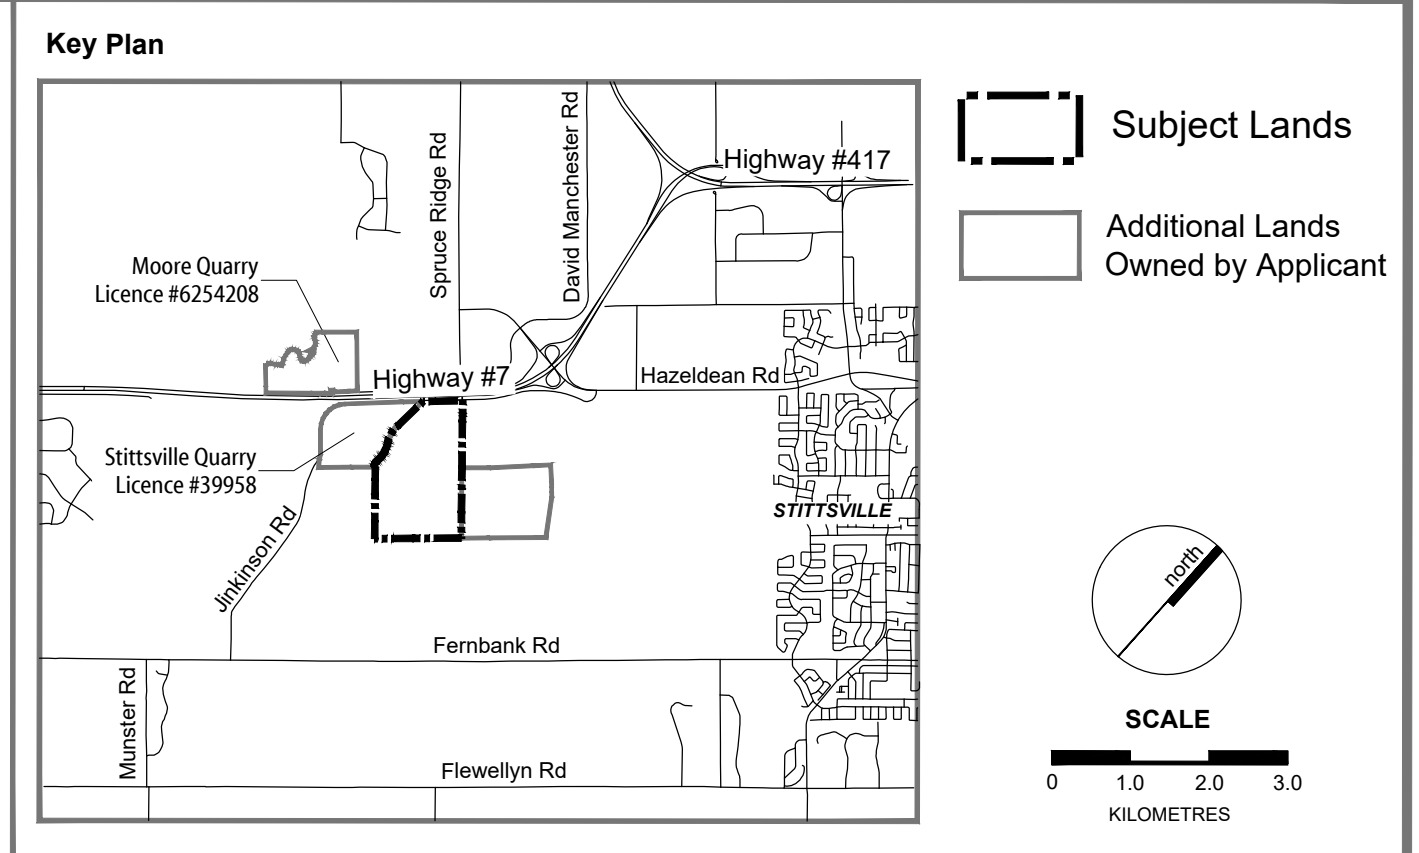 Key Plan
Spruce Ridge Rd
David Manchester Rd
Highway #417
Moore Quarry
Licence #6254208
Highway #7
Hazeldean Rd
Stittsville Quarry
Licence #39958
STITTSVILLE
Jinkinson Rd
Fernbank Rd
Munster Rd
Flewellyn Rd
Subject Lands
Additional Lands
Owned by Applicant
north
SCALE
0 1.0 2.0 3.0
KILOMETRES